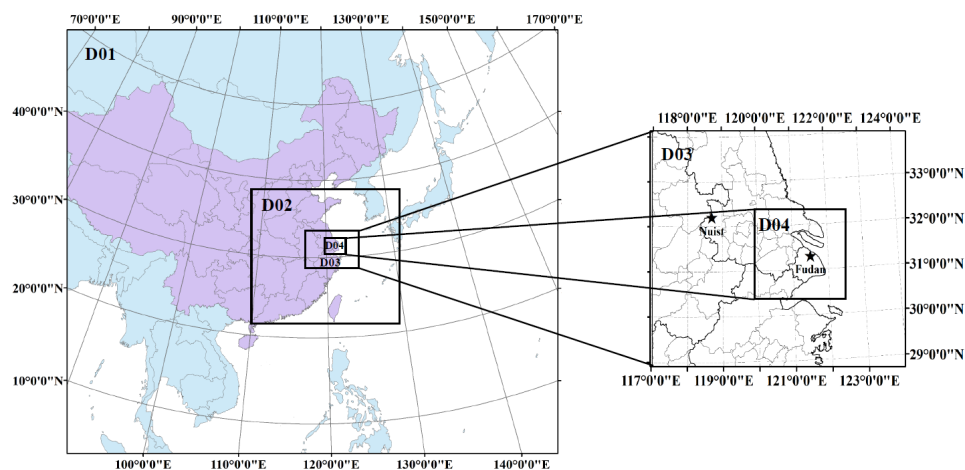 70°0'0"E 90°0'0"E 110°0'0"E 130°0'0"E 150°0'0"E 170°0'0"E
D01
40°0'0"N
30°0'0"N
20°0'0"N
10°0'0"N
D02
D04
D03
100°0'0"E 110°0'0"E 120°0'0"E 130°0'0"E 140°0'0"E
118°0'0"E 120°0'0"E 122°0'0"E 124°0'0"E
D03
33°0'0"N
32°0'0"N
31°0'0"N
30°0'0"N
29°0'0"N
Nuist
D04
Fudan
117°0'0"E 119°0'0"E 121°0'0"E 123°0'0"E